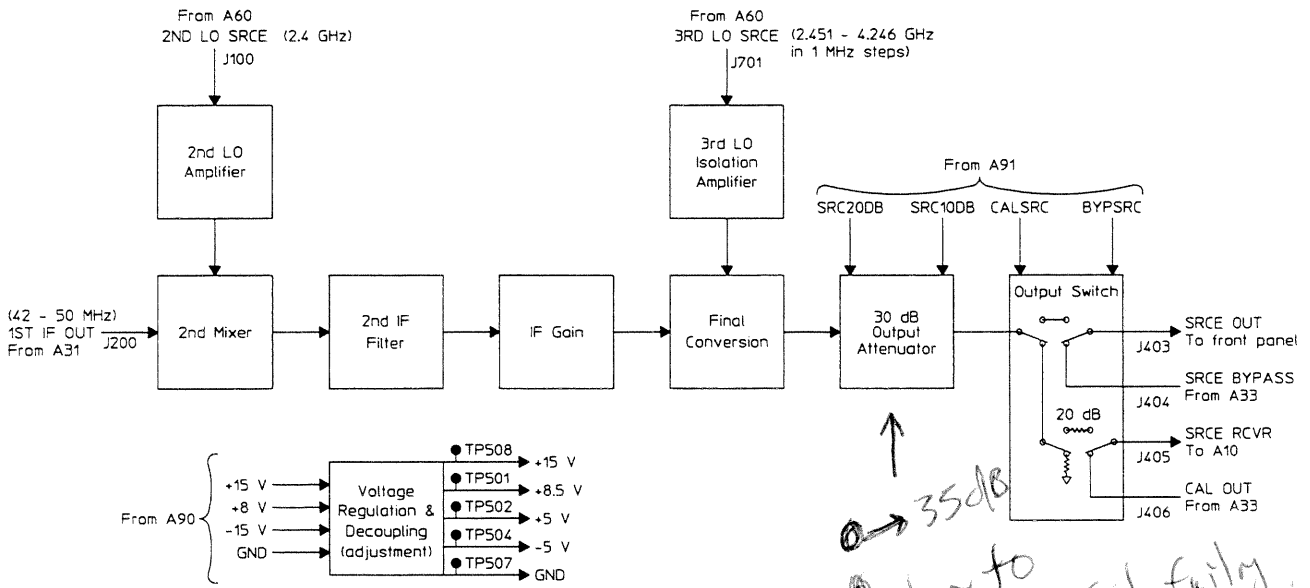 From A60
2ND LO SRCE (2.4 GHz)
J100
From A60
3RD LO SRCE (2.451 - 4.246 GHz
in 1 MHz steps)
J701
2nd LO
Amplifier
3rd LO
Isolation
Amplifier
From A91
SRC20DB SRC10DB CALSRC BYPSRC
(42 - 50 MHz)
1ST IF OUT
From A31
J200
2nd Mixer
2nd IF
Filter
IF Gain
Final
Conversion
30 dB
Output
Attenuator
Output Switch
SRCE OUT
To front panel
J403
SRCE BYPASS
From A33
J404
20 dB
SRCE RCVR
To A10
J405
CAL OUT
From A33
J406
From A90
+15 V
+8 V
-15 V
GND
Voltage
Regulation &
Decoupling
(adjustment)
TP508
+15 V
TP501
+8.5 V
TP502
+5 V
TP504
-5 V
TP507
GND
35dB
to